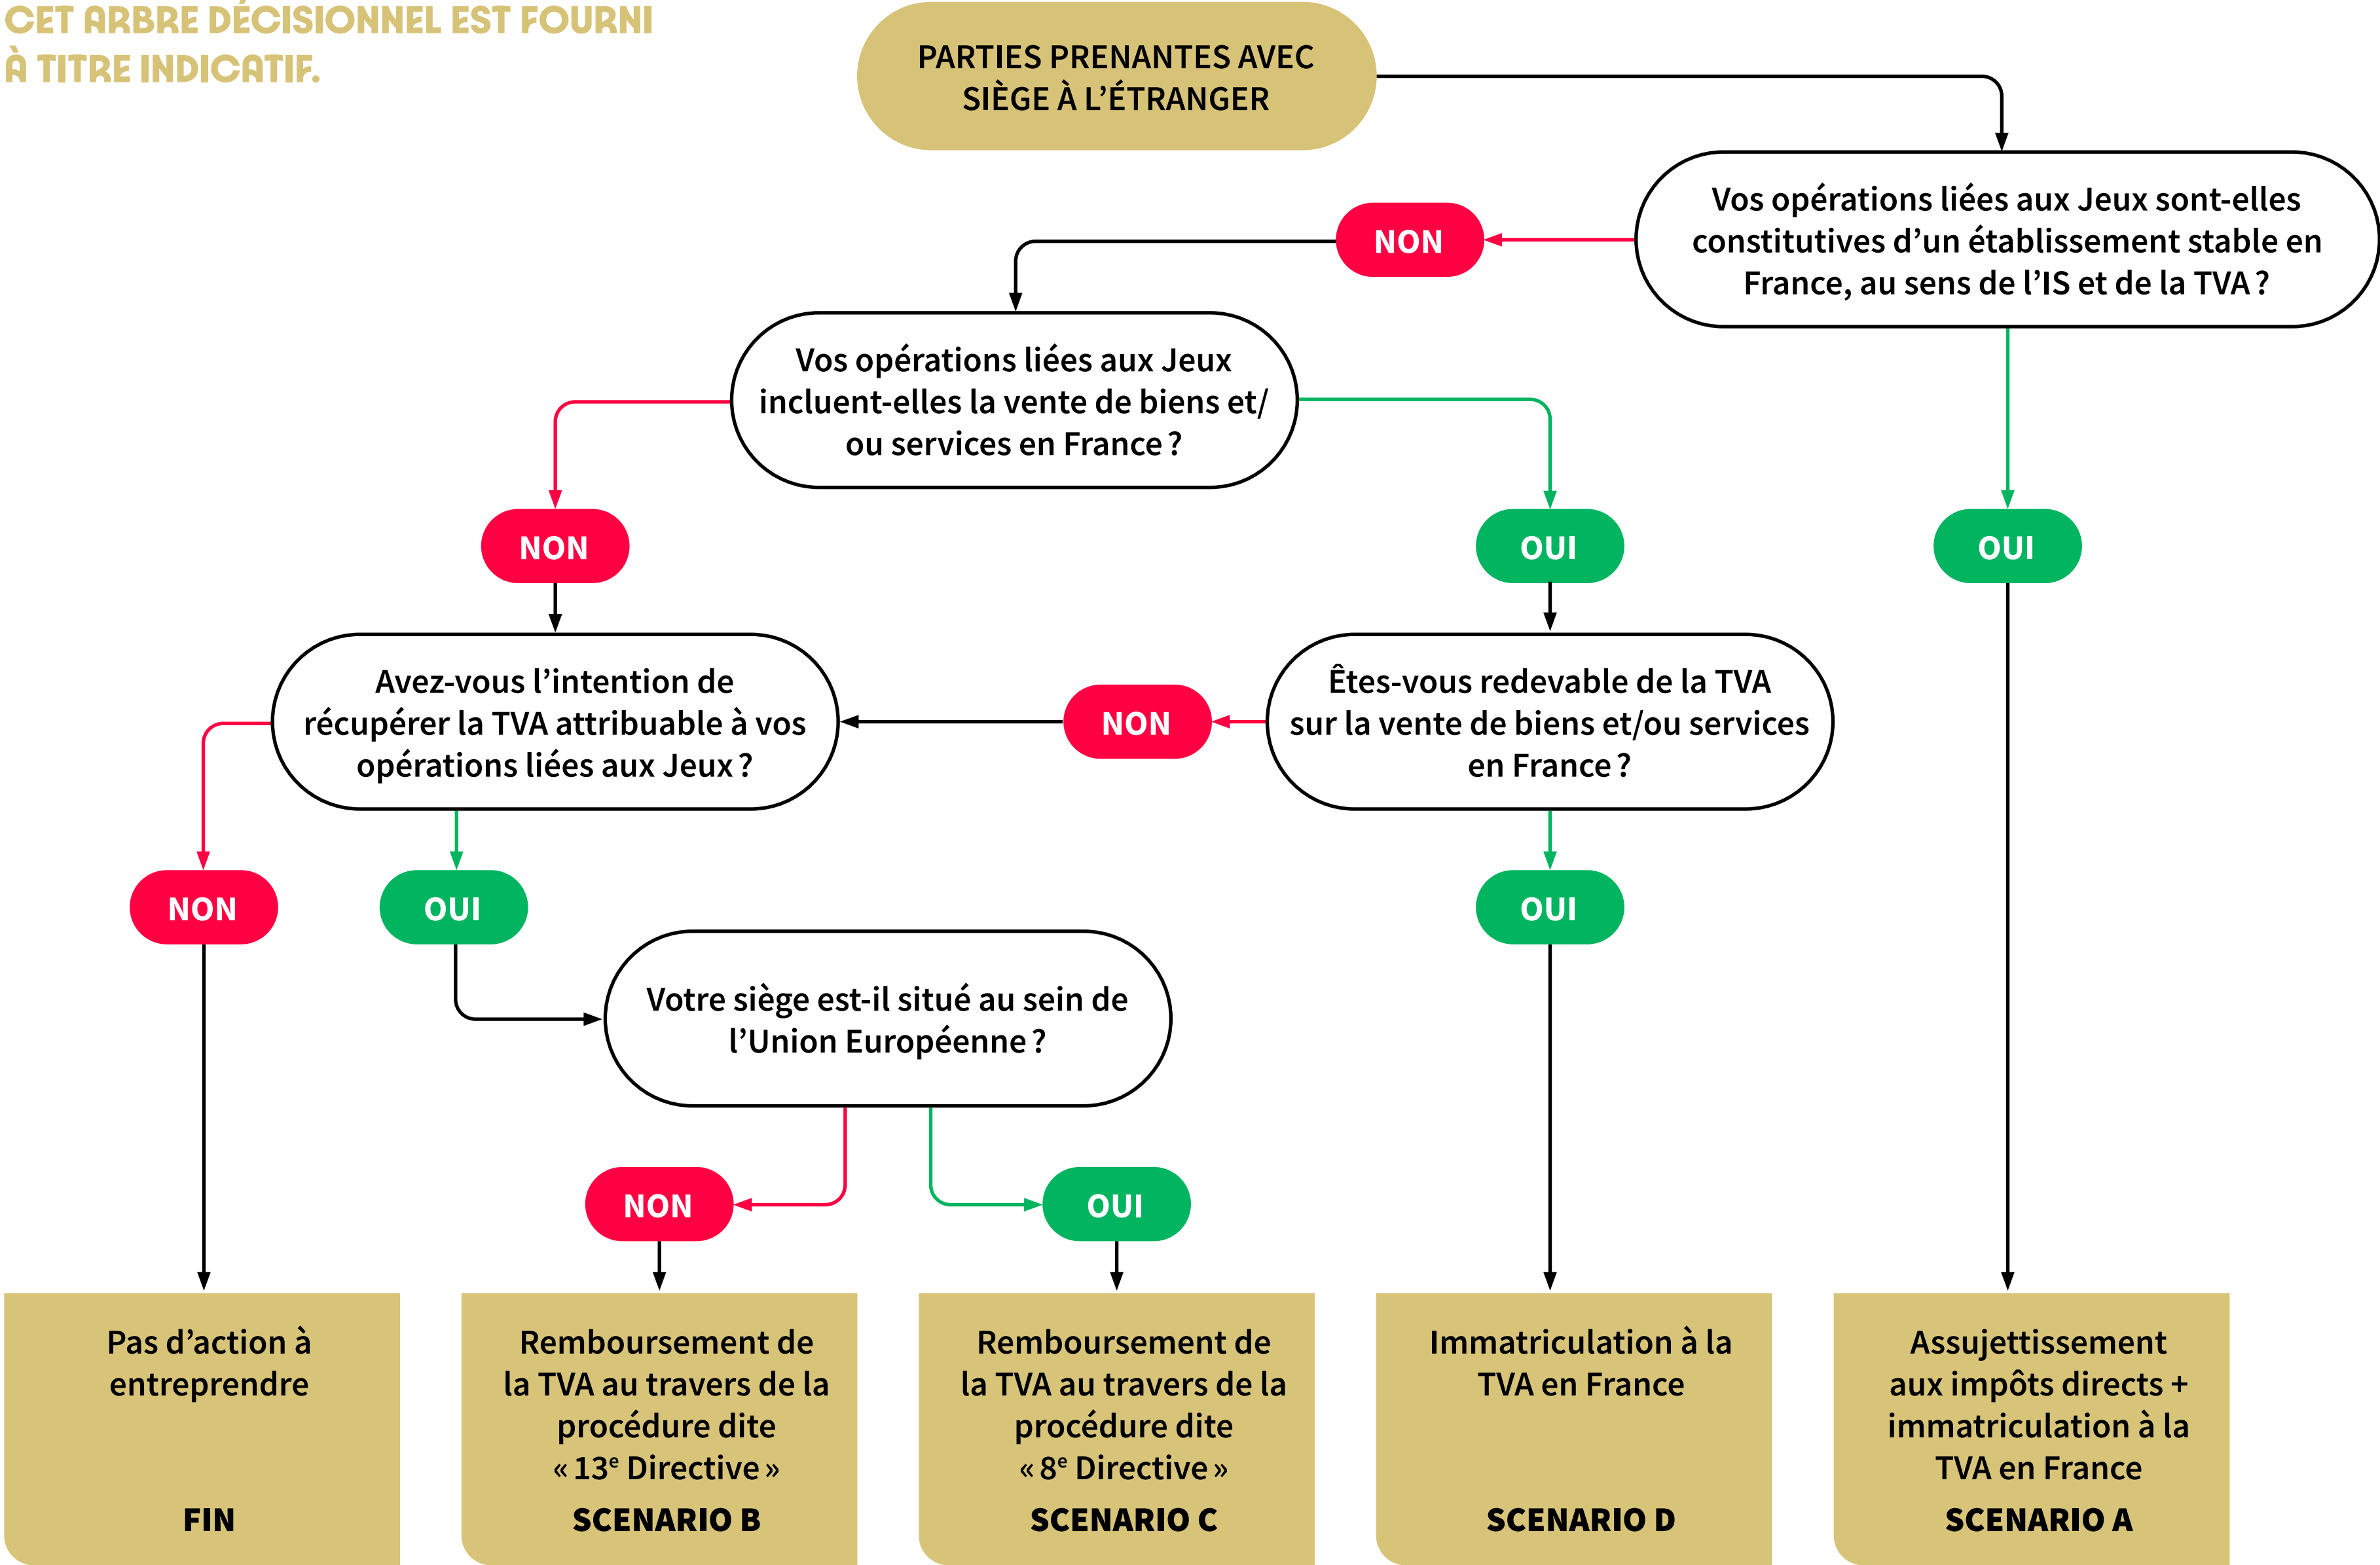 CET ARBRE DÉCISIONNEL EST FOURNI
À TITRE INDICATIF.
PARTIES PRENANTES AVEC
SIÈGE À L’ÉTRANGER
Vos opérations liées aux Jeux sont-elles
constitutives d’un établissement stable en
France, au sens de l’IS et de la TVA ?
NON
Vos opérations liées aux Jeux
incluent-elles la vente de biens et/
ou services en France ?
NON
OUI
OUI
Avez-vous l’intention de
récupérer la TVA attribuable à vos
opérations liées aux Jeux ?
NON
Êtes-vous redevable de la TVA
sur la vente de biens et/ou services
en France ?
NON
OUI
OUI
Votre siège est-il situé au sein de
l’Union Européenne ?
NON
OUI
Pas d’action à
entreprendre
FIN
Remboursement de
la TVA au travers de la
procédure dite
« 13e Directive »
SCENARIO B
Remboursement de
la TVA au travers de la
procédure dite
« 8e Directive »
SCENARIO C
Immatriculation à la
TVA en France
SCENARIO D
Assujettissement
aux impôts directs +
immatriculation à la
TVA en France
SCENARIO A